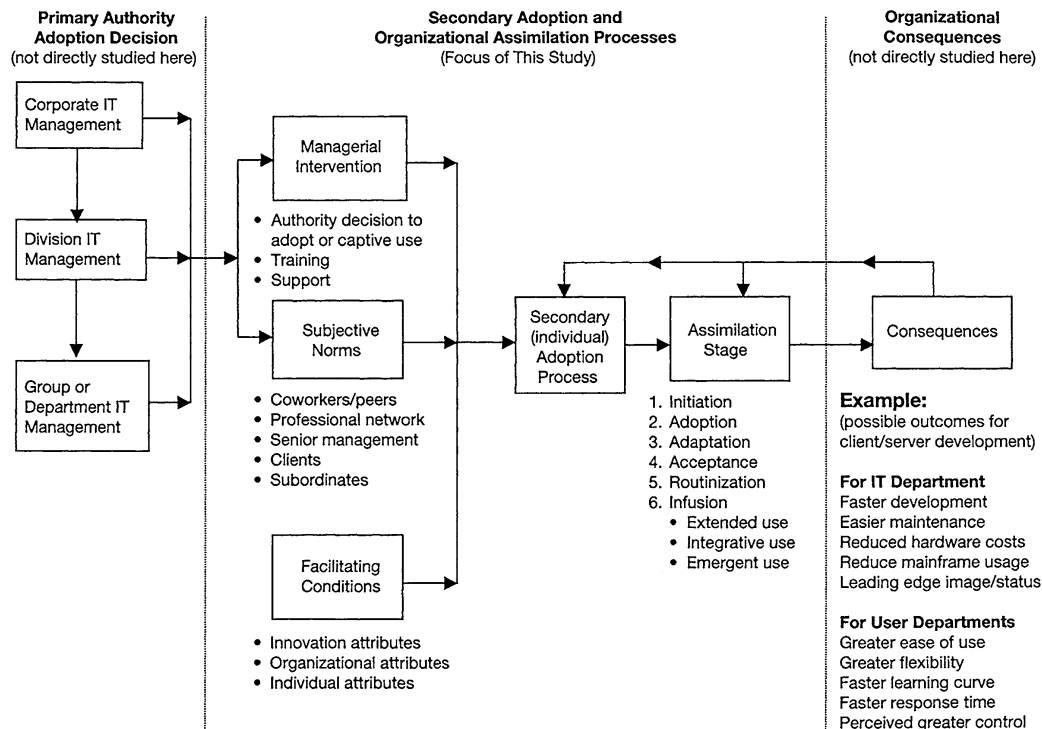 Primary Authority
Adoption Decision
(not directly studied here)
Corporate IT
Management
Division IT
Management
Group or
Department IT
Management
Secondary Adoption and
Organizational Assimilation Processes
(Focus of This Study)
Managerial
Intervention
• Authority decision to
adopt or captive use
• Training
• Support
Subjective
Norms
• Coworkers/peers
• Professional network
• Senior management
• Clients
• Subordinates
Facilitating
Conditions
• Innovation attributes
• Organizational attributes
• Individual attributes
Secondary
(individual)
Adoption
Process
Assimilation
Stage
1. Initiation
2. Adoption
3. Adaptation
4. Acceptance
5. Routinization
6. Infusion
• Extended use
• Integrative use
• Emergent use
Organizational
Consequences
(not directly studied here)
Consequences
Example:
(possible outcomes for
client/server development)
For IT Department
Faster development
Easier maintenance
Reduced hardware costs
Reduce mainframe usage
Leading edge image/status
For User Departments
Greater ease of use
Greater flexibility
Faster learning curve
Faster response time
Perceived greater control